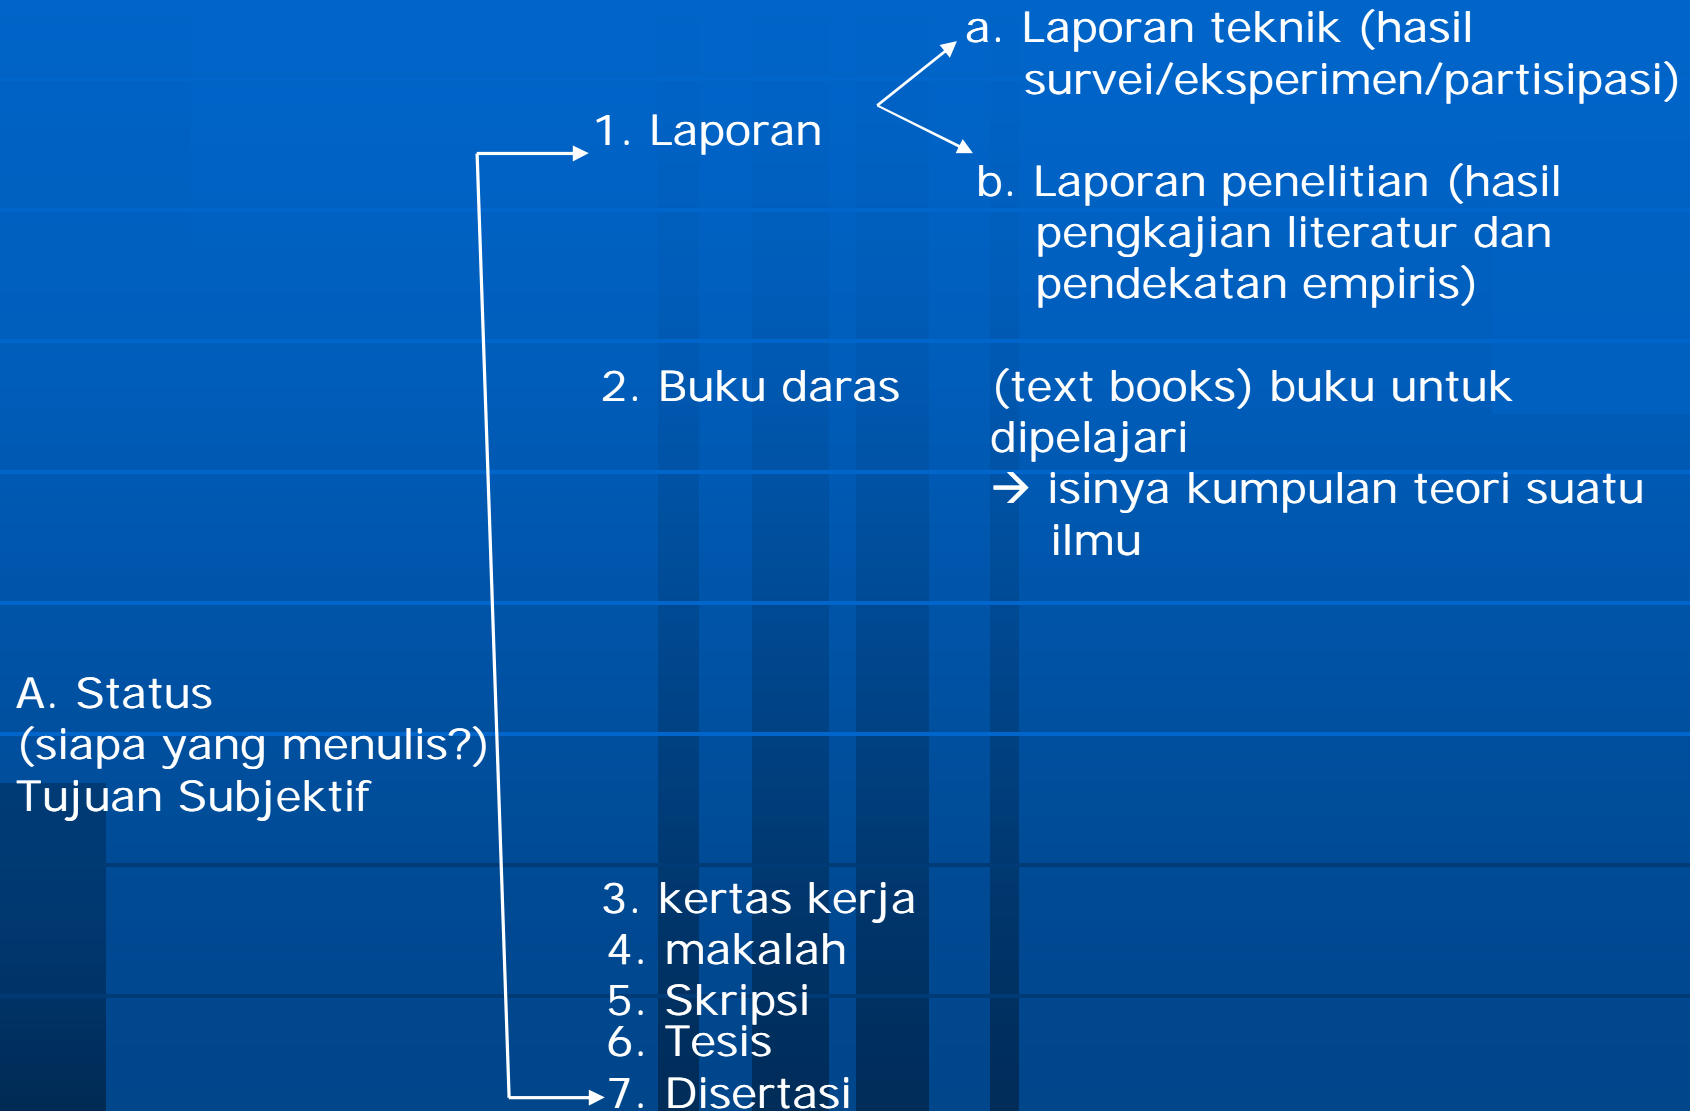 a. Laporan teknik (hasil
survei/eksperimen/partisipasi)
1. Laporan
b. Laporan penelitian (hasil
pengkajian literatur dan
pendekatan empiris)
2. Buku daras (text books) buku untuk
dipelajari
→ isinya kumpulan teori suatu
ilmu
A. Status
(siapa yang menulis?)
Tujuan Subjektif
3. kertas kerja
4. makalah
5. Skripsi
6. Tesis
7. Disertasi